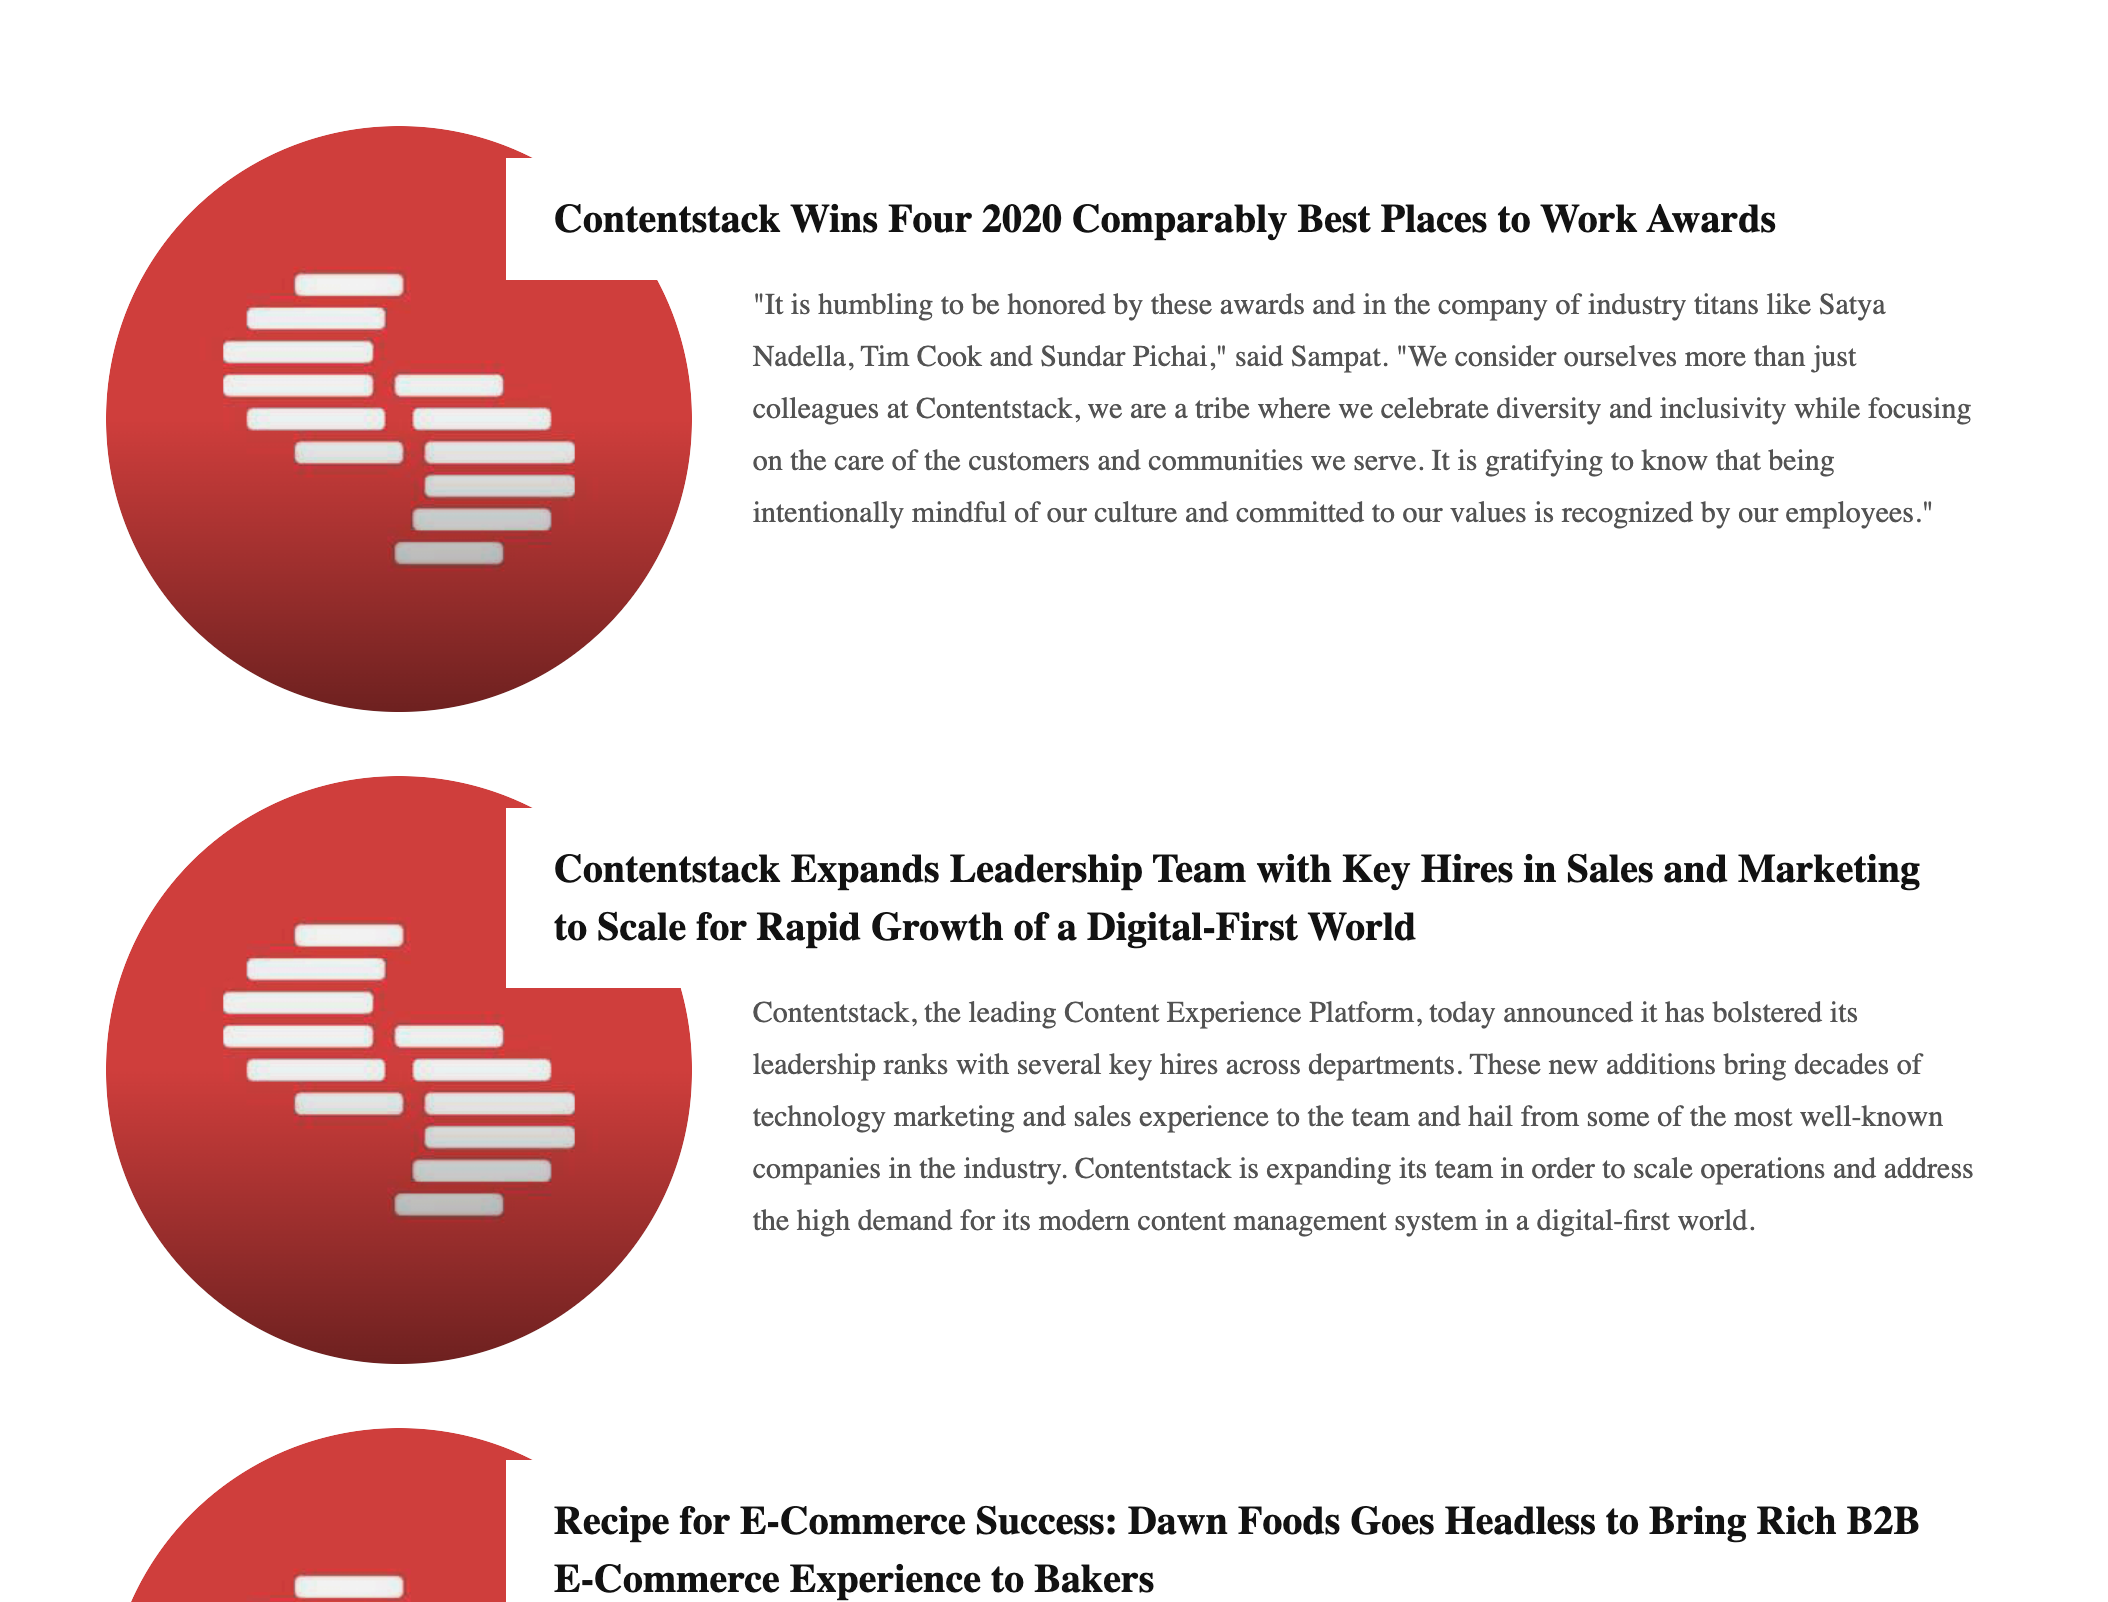 Contentstack Wins Four 2020 Comparably Best Places to Work Awards
"It is humbling to be honored by these awards and in the company of industry titans like Satya
Nadella, Tim Cook and Sundar Pichai," said Sampat. "We consider ourselves more than just
colleagues at Contentstack, we are a tribe where we celebrate diversity and inclusivity while focusing
on the care of the customers and communities we serve. It is gratifying to know that being
intentionally mindful of our culture and committed to our values is recognized by our employees."
Contentstack Expands Leadership Team with Key Hires in Sales and Marketing
to Scale for Rapid Growth of a Digital-First World
Contentstack, the leading Content Experience Platform, today announced it has bolstered its
leadership ranks with several key hires across departments. These new additions bring decades of
technology marketing and sales experience to the team and hail from some of the most well-known
companies in the industry. Contentstack is expanding its team in order to scale operations and address
the high demand for its modern content management system in a digital-first world.
Recipe for E-Commerce Success: Dawn Foods Goes Headless to Bring Rich B2B
E-Commerce Experience to Bakers